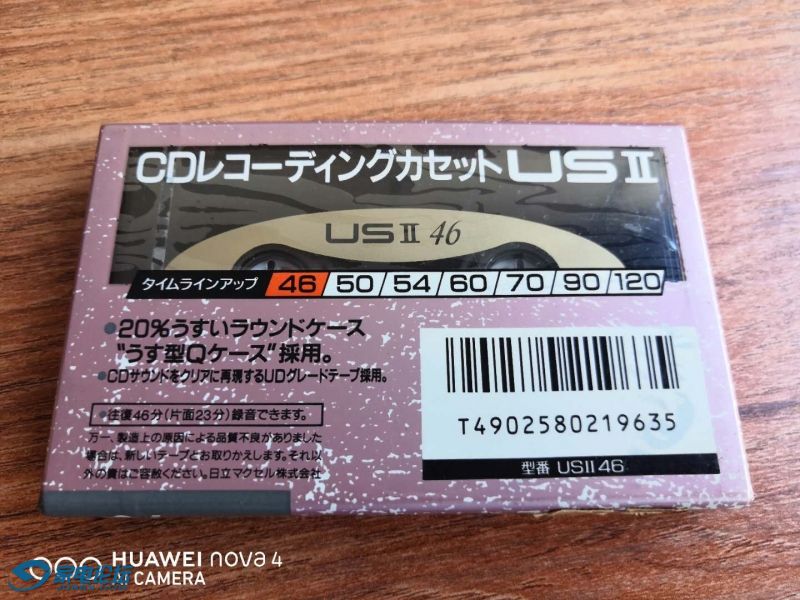 CDレコーディングカセット US II
US II 46
タイムラインアップ 46/50/54/60/70/90/120
●20%うすいラウンドケース
"うす型Qケース"採用。
●CDサウンドをクリアに再現するUDグレードテープ採用。
●往復46分(片面23分)録音できます。
万一、製造上の原因による品質不良がありました
場合は、新しいテープとお取りかえします。それ以
外の責はご容赦ください。日立マクセル株式会社
T4902580219635
型番 USII46
HUAWEI nova 4
CAMERA
家电论坛